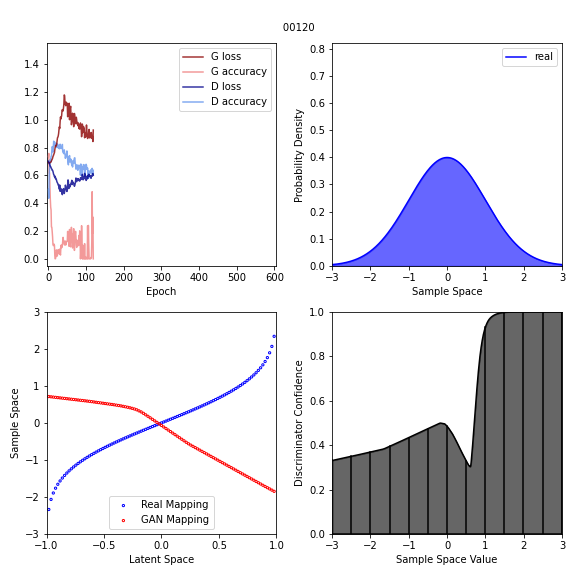 00120
G loss
G accuracy
D loss
D accuracy
1.4
1.2
1.0
0.8
0.6
0.4
0.2
0.0
0 100 200 300 400 500 600
Epoch
real
Probability Density
0.8
0.7
0.6
0.5
0.4
0.3
0.2
0.1
0.0
−3 −2 −1 0 1 2 3
Sample Space
Sample Space
3
2
1
0
−1
−2
−3
Real Mapping
GAN Mapping
−1.0 −0.5 0.0 0.5 1.0
Latent Space
Discriminator Confidence
1.0
0.8
0.6
0.4
0.2
0.0
−3 −2 −1 0 1 2 3
Sample Space Value